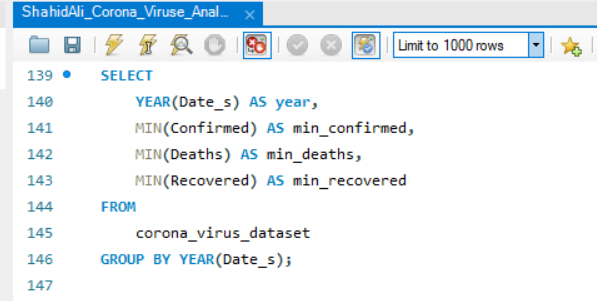 ShahidAli_Corona_Viruse_Anal...
Limit to 1000 rows
139 SELECT
140 YEAR(Date_s) AS year,
141 MIN(Confirmed) AS min_confirmed,
142 MIN(Deaths) AS min_deaths,
143 MIN(Recovered) AS min_recovered
144 FROM
145 corona_virus_dataset
146 GROUP BY YEAR(Date_s);
147